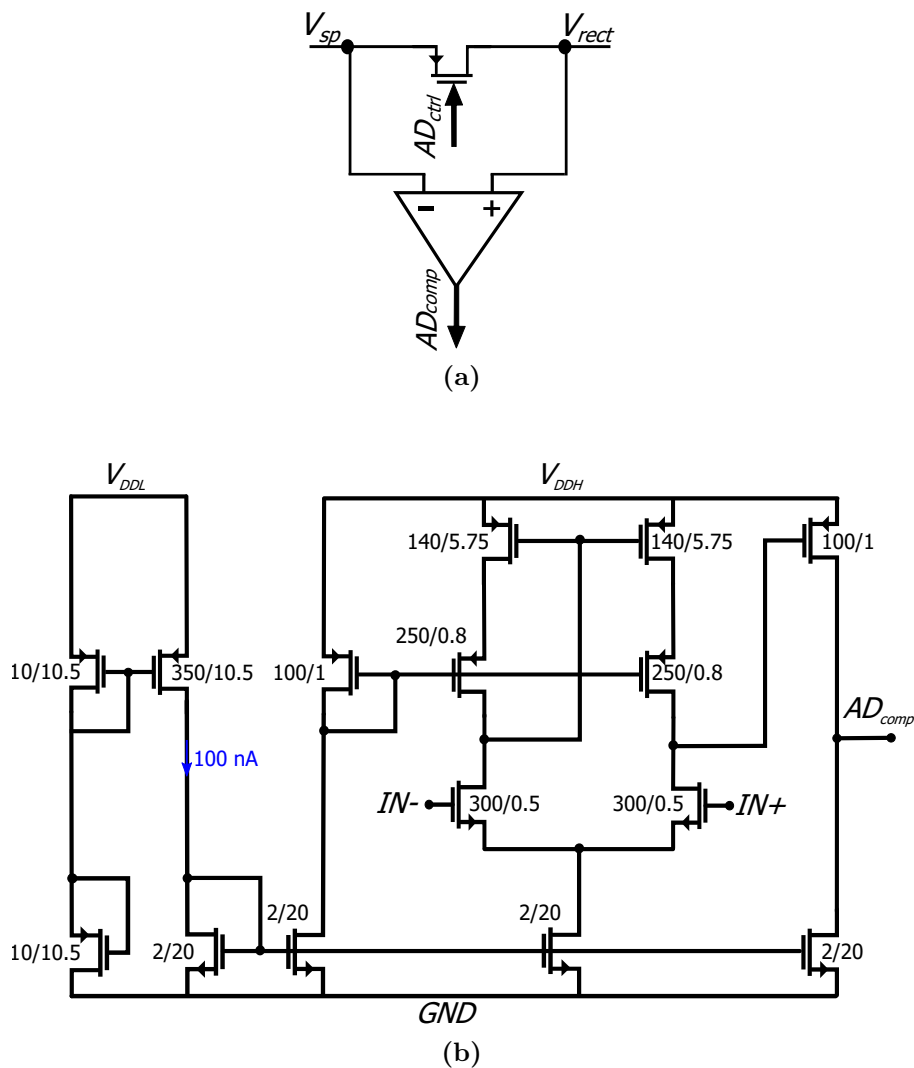 V_sp V_rect
AD_ctrl
- +
AD_comp
(a)
V_DDL V_DDH
140/5.75 140/5.75 100/1
250/0.8
10/10.5 350/10.5 100/1 250/0.8
AD_comp
100 nA
IN- 300/0.5 300/0.5 IN+
2/20 2/20
10/10.5 2/20 2/20
GND
(b)